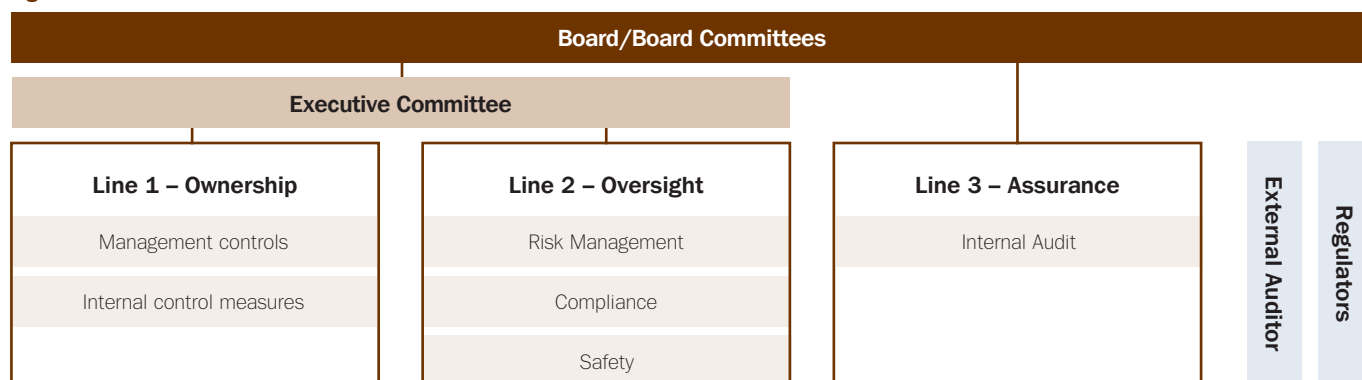 Board/Board Committees
Executive Committee
Line 1 – Ownership
Management controls
Internal control measures
Line 2 – Oversight
Risk Management
Compliance
Safety
Line 3 – Assurance
Internal Audit
External Auditor
Regulators